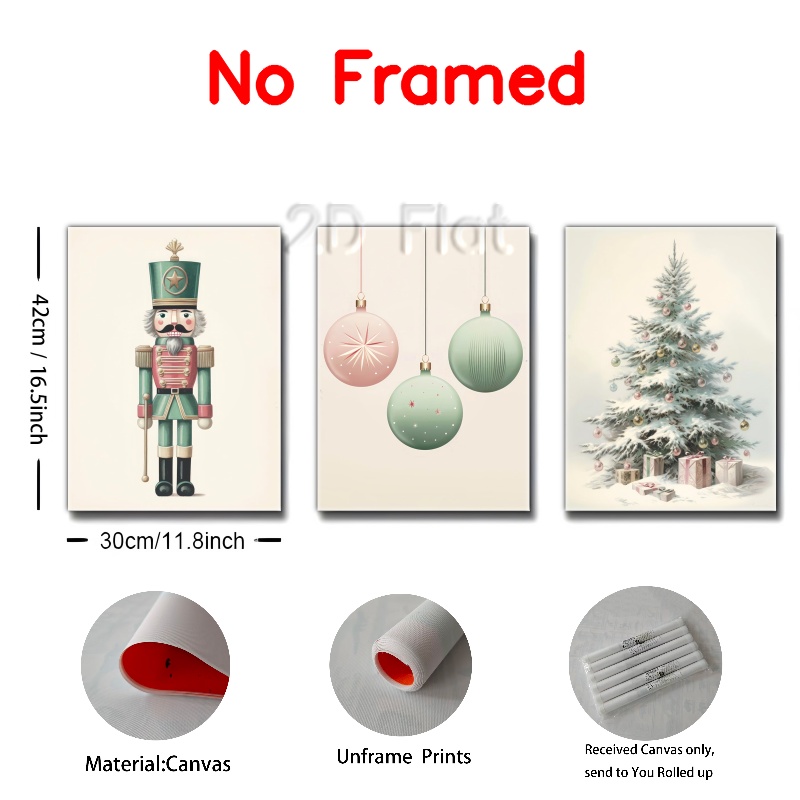 No Framed
2D Flat
42cm / 16.5inch
30cm/11.8inch
Material:Canvas
Unframe Prints
Received Canvas only,
send to You Rolled up